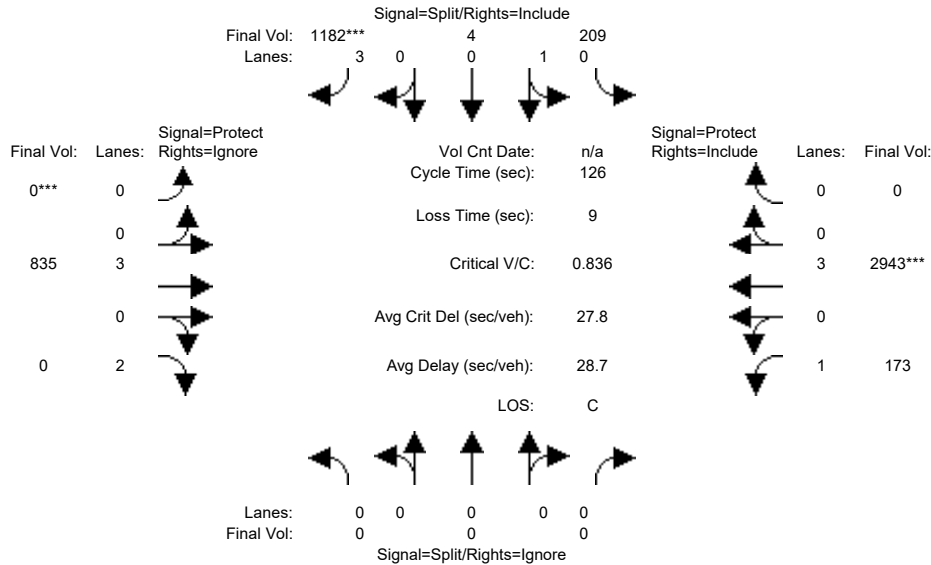 Signal=Split/Rights=Include
Final Vol: 1182*** 4 209
Lanes: 3 0 0 1 0
Signal=Protect Signal=Protect
Final Vol: Lanes: Rights=Ignore Vol Cnt Date: n/a Rights=Include Lanes: Final Vol:
Cycle Time (sec): 126
0*** 0 0 0
Loss Time (sec): 9
0 0
835 3 Critical V/C: 0.836 3 2943***
0 Avg Crit Del (sec/veh): 27.8 0
0 2 Avg Delay (sec/veh): 28.7 1 173
LOS: C
Lanes: 0 0 0 0 0
Final Vol: 0 0 0
Signal=Split/Rights=Ignore